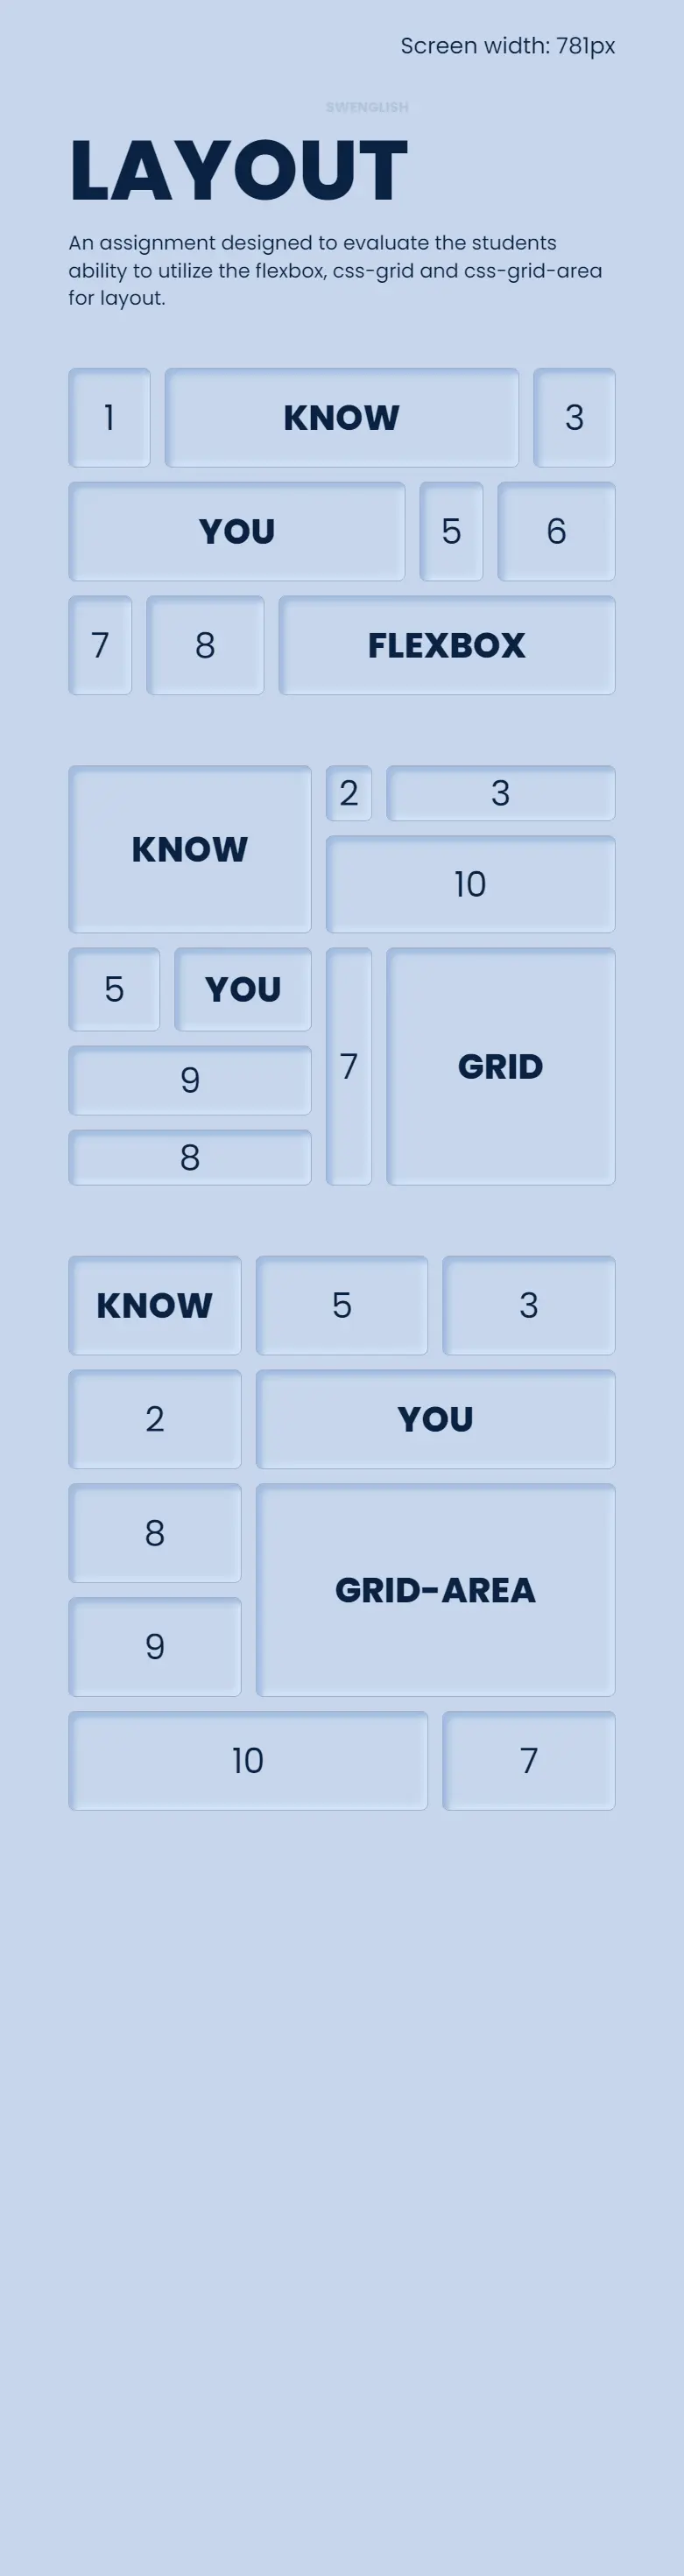 Screen width: 781px
SWENGLISH
LAYOUT
An assignment designed to evaluate the students
ability to utilize the flexbox, css-grid and css-grid-area
for layout.
1 KNOW 3
YOU 5 6
7 8 FLEXBOX
KNOW 2 3
10
5 YOU 7 GRID
9
8
KNOW 5 3
2 YOU
8 GRID-AREA
9
10 7